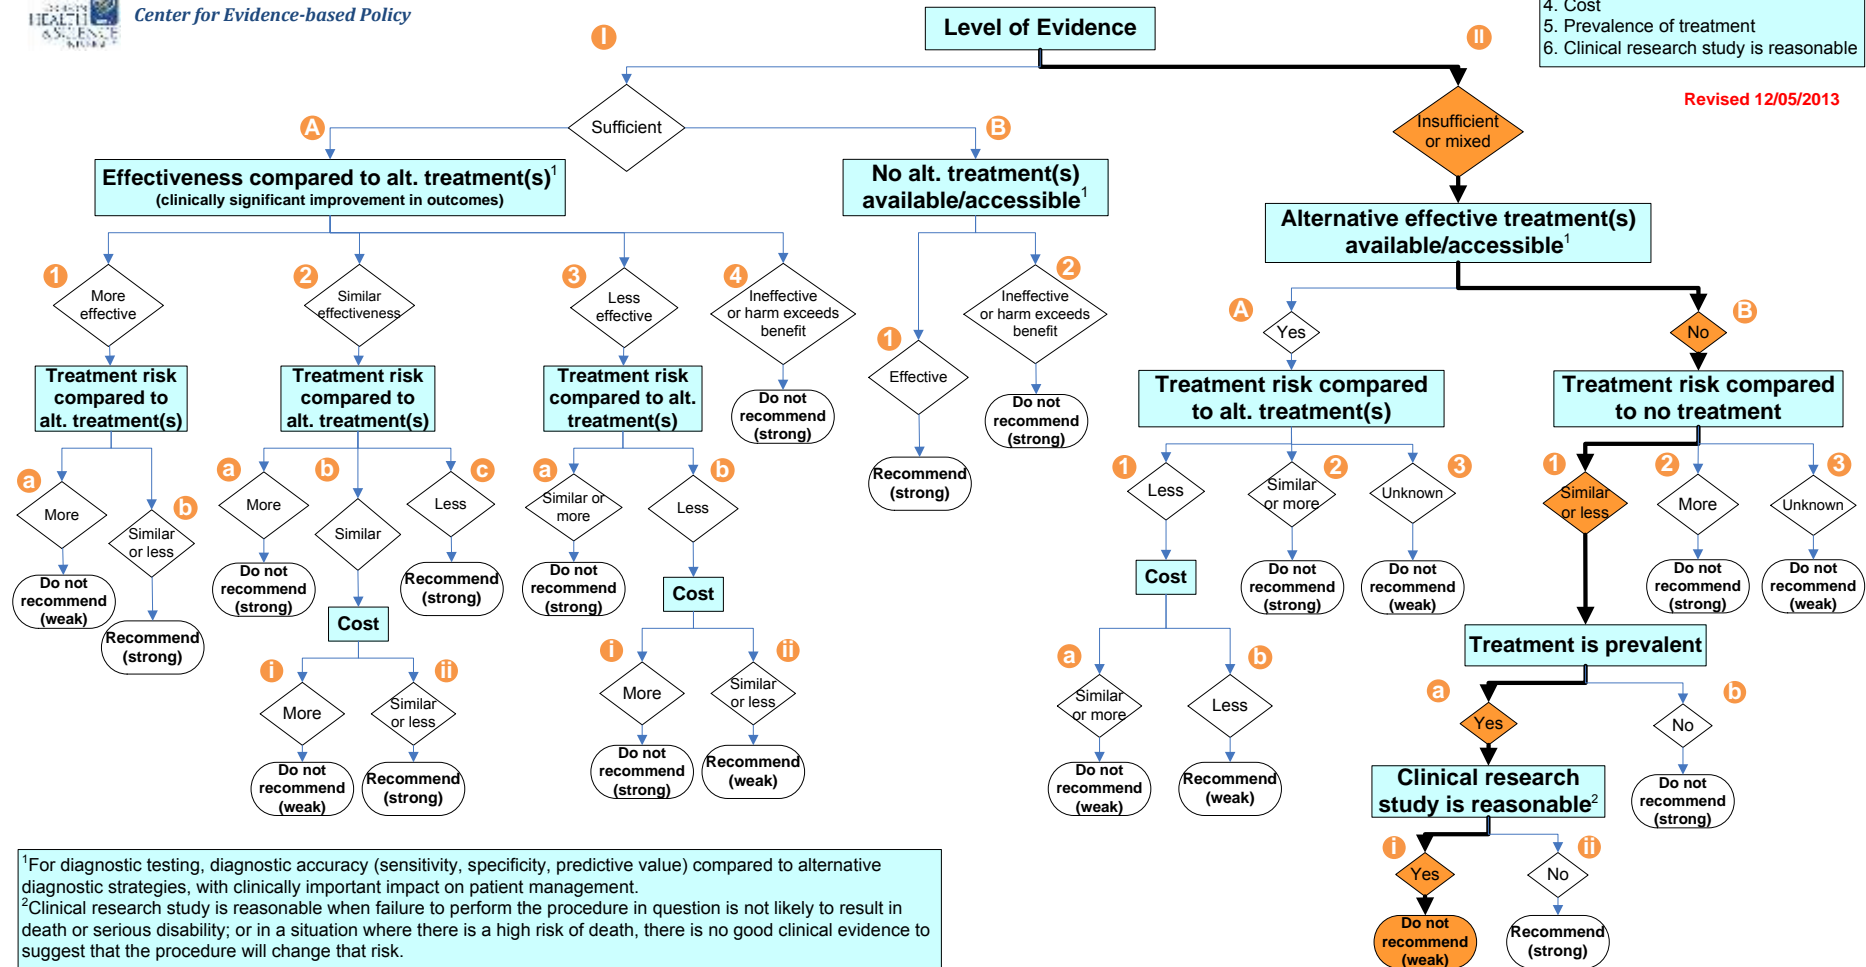 HEALTH
& SCIENCE
Center for Evidence-based Policy
4. Cost
5. Prevalence of treatment
6. Clinical research study is reasonable
Revised 12/05/2013
Level of Evidence
I
II
Sufficient
Insufficient
or mixed
A
B
Effectiveness compared to alt. treatment(s)1
(clinically significant improvement in outcomes)
No alt. treatment(s)
available/accessible1
Alternative effective treatment(s)
available/accessible1
1
More
effective
2
Similar
effectiveness
3
Less
effective
4
Ineffective
or harm exceeds
benefit
Do not
recommend
(strong)
1
Effective
Recommend
(strong)
2
Ineffective
or harm exceeds
benefit
Do not
recommend
(strong)
Treatment risk
compared to
alt. treatment(s)
a
More
Do not
recommend
(weak)
b
Similar
or less
Recommend
(strong)
Treatment risk
compared to
alt. treatment(s)
a
More
Do not
recommend
(strong)
b
Similar
c
Less
Recommend
(strong)
Cost
i
More
Do not
recommend
(weak)
ii
Similar
or less
Recommend
(strong)
Treatment risk
compared to alt.
treatment(s)
a
Similar or
more
Do not
recommend
(strong)
b
Less
Cost
i
More
Do not
recommend
(strong)
ii
Similar
or less
Recommend
(weak)
A
Yes
Treatment risk compared
to alt. treatment(s)
1
Less
2
Similar
or more
Do not
recommend
(strong)
3
Unknown
Do not
recommend
(weak)
Cost
a
Similar
or more
Do not
recommend
(weak)
b
Less
Recommend
(weak)
B
No
Treatment risk compared
to no treatment
1
Similar
or less
2
More
Do not
recommend
(strong)
3
Unknown
Do not
recommend
(weak)
Treatment is prevalent
a
Yes
b
No
Do not
recommend
(strong)
Clinical research
study is reasonable2
i
Yes
Do not
recommend
(weak)
ii
No
Recommend
(strong)
1For diagnostic testing, diagnostic accuracy (sensitivity, specificity, predictive value) compared to alternative
diagnostic strategies, with clinically important impact on patient management.
2Clinical research study is reasonable when failure to perform the procedure in question is not likely to result in
death or serious disability; or in a situation where there is a high risk of death, there is no good clinical evidence to
suggest that the procedure will change that risk.